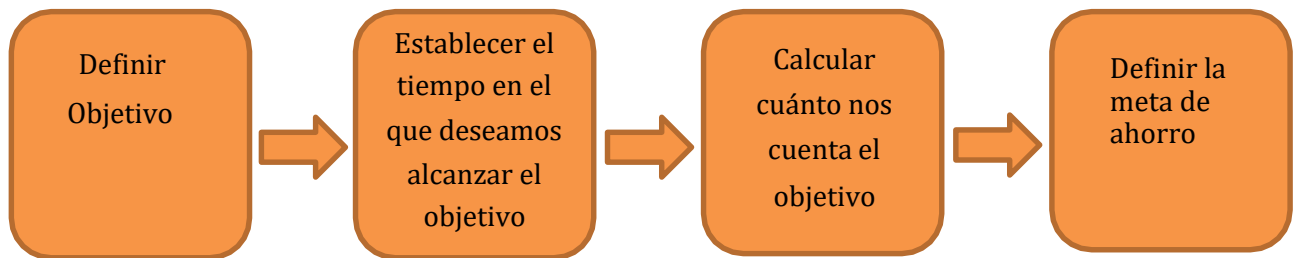 Definir
Objetivo
Establecer el
tiempo en el
que deseamos
alcanzar el
objetivo
Calcular
cuánto nos
cuenta el
objetivo
Definir la
meta de
ahorro